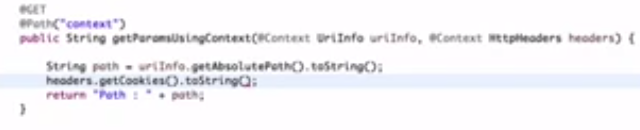 @GET
@Path("context")
public String getParamsUsingContext(@Context UriInfo uriInfo, @Context HttpHeaders headers) {
String path = uriInfo.getAbsolutePath().toString();
headers.getCookies().toString();
return "Path : " + path;
}